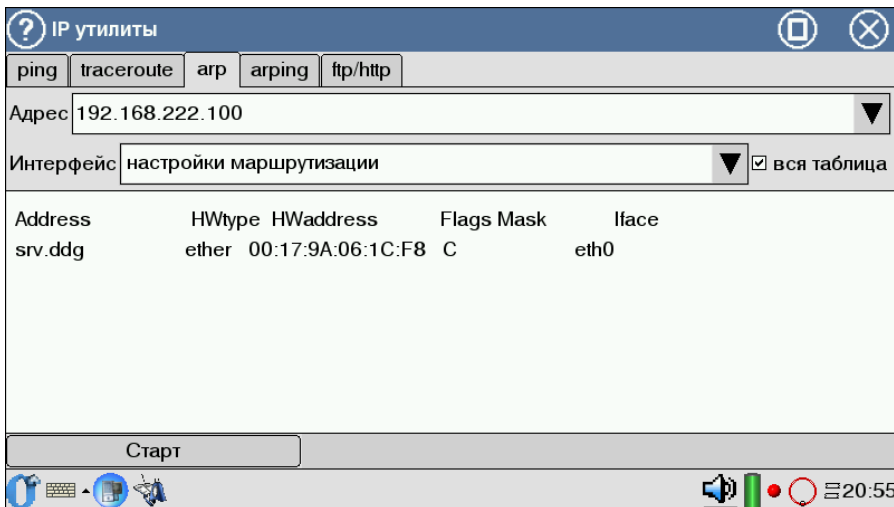 ? IP утилиты
ping traceroute arp arping ftp/http
Адрес 192.168.222.100
Интерфейс настройки маршрутизации вся таблица
Address HWtype HWaddress Flags Mask Iface
srv.ddg ether 00:17:9A:06:1C:F8 C eth0
Старт
20:55